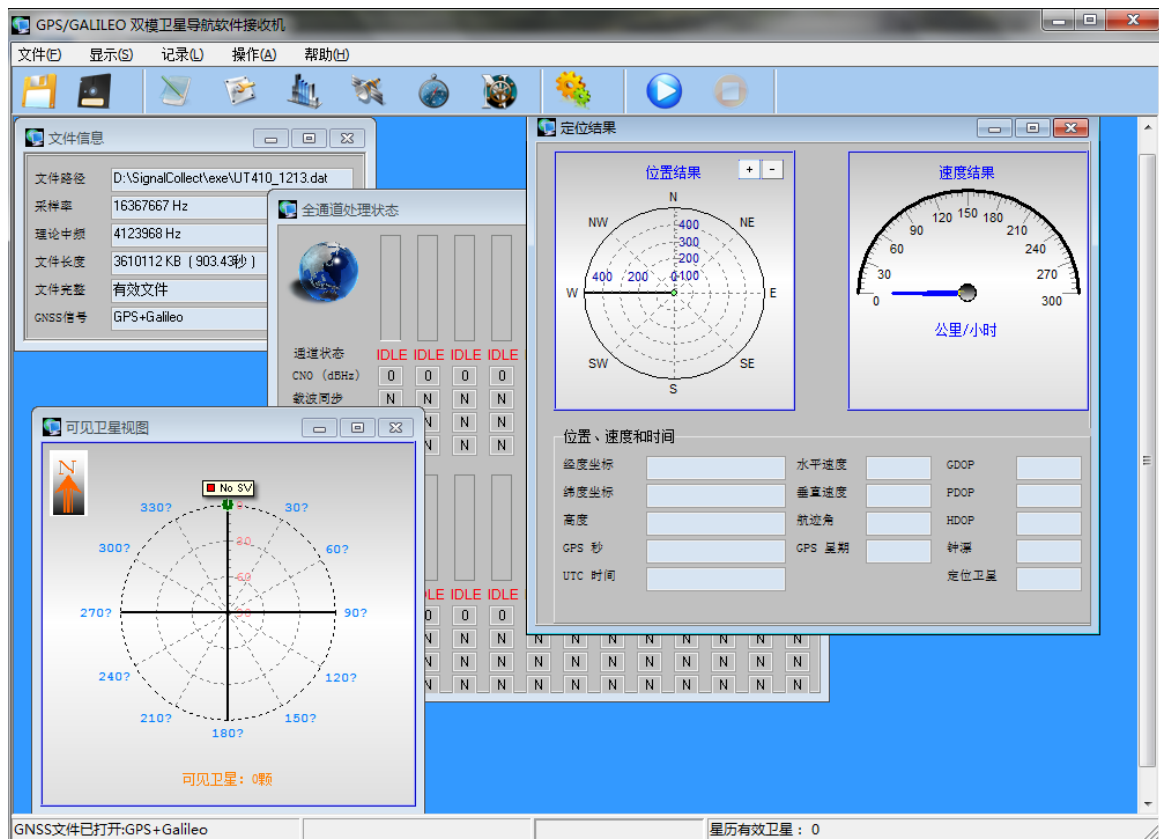 GPS/GALILEO 双模卫星导航软件接收机
文件(F) 显示(S) 记录(L) 操作(A) 帮助(H)
文件信息
文件路径 D:\SignalCollect\exe\UT410_1213.dat
采样率 16367667 Hz
理论中频 4123968 Hz
文件长度 3610112 KB ( 903.43秒 )
文件完整 有效文件
GNSS信号 GPS+Galileo
全通道处理状态
通道状态 IDLE IDLE IDLE IDLE
CN0 (dBHz) 0 0 0 0
载波同步 N N N N
N N N
N N N
LE IDLE IDLE
0 0 0
N N N N N N N N N N N
N N N N N N N N N N N
N N N N N N N N N N N
可见卫星视图
N
No SV
0
330? 30?
30
300? 60?
60
270? 90 90?
240? 120?
210? 150?
180?
可见卫星: 0颗
定位结果
位置结果 + -
N
NW 400 NE
300
200
400 200 0 100
W E
SW SE
S
速度结果
0 30 60 90 120 150 180 210 240 270 300
公里/小时
位置、速度和时间
经度坐标 水平速度 GDOP
纬度坐标 垂直速度 PDOP
高度 航迹角 HDOP
GPS 秒 GPS 星期 钟漂
UTC 时间 定位卫星
GNSS文件已打开:GPS+Galileo 星历有效卫星: 0